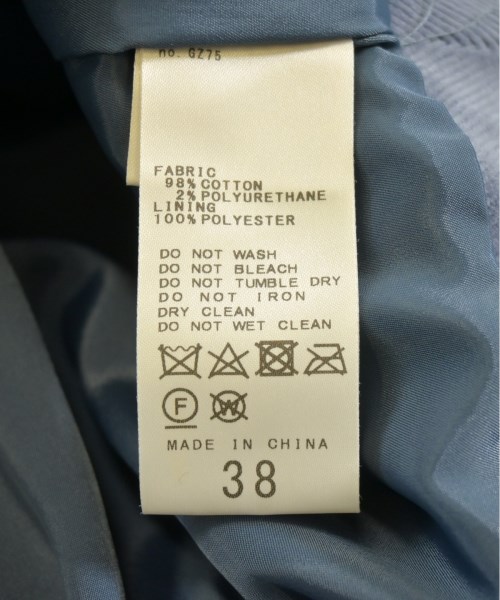 no. GZ75
FABRIC
98% COTTON
2% POLYURETHANE
LINING
100% POLYESTER
DO NOT WASH
DO NOT BLEACH
DO NOT TUMBLE DRY
DO NOT IRON
DRY CLEAN
DO NOT WET CLEAN
F W
MADE IN CHINA
38